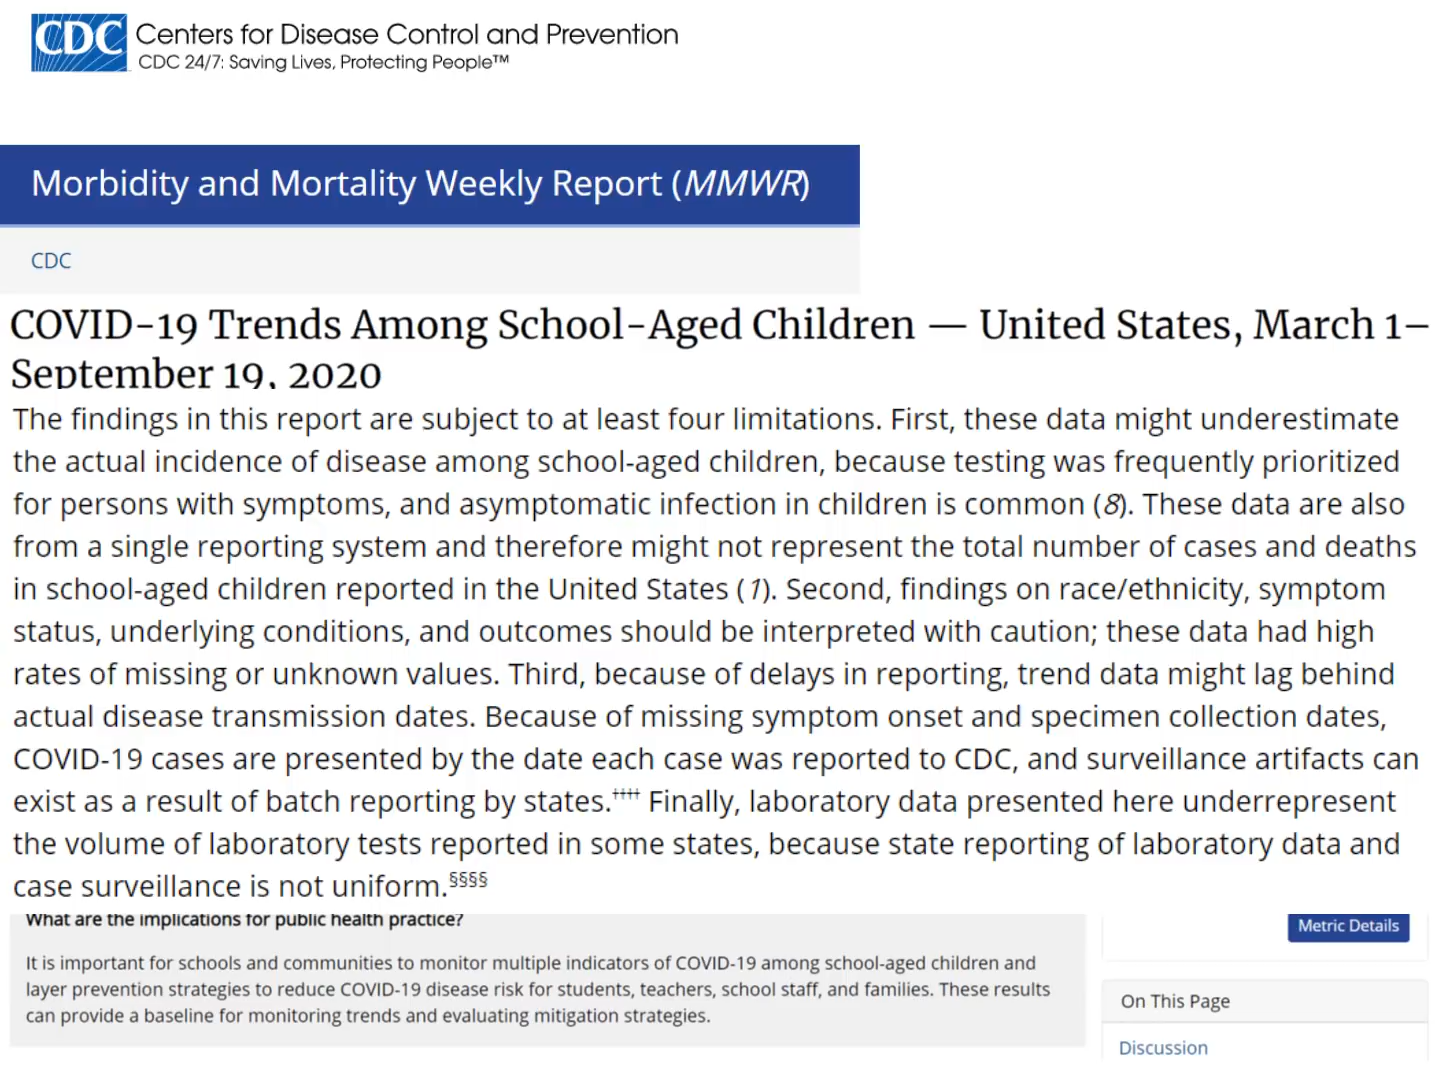 CDC Centers for Disease Control and Prevention
CDC 24/7: Saving Lives, Protecting People™
Morbidity and Mortality Weekly Report (MMWR)
CDC
COVID-19 Trends Among School-Aged Children — United States, March 1–
September 19, 2020
The findings in this report are subject to at least four limitations. First, these data might underestimate
the actual incidence of disease among school-aged children, because testing was frequently prioritized
for persons with symptoms, and asymptomatic infection in children is common (8). These data are also
from a single reporting system and therefore might not represent the total number of cases and deaths
in school-aged children reported in the United States (1). Second, findings on race/ethnicity, symptom
status, underlying conditions, and outcomes should be interpreted with caution; these data had high
rates of missing or unknown values. Third, because of delays in reporting, trend data might lag behind
actual disease transmission dates. Because of missing symptom onset and specimen collection dates,
COVID-19 cases are presented by the date each case was reported to CDC, and surveillance artifacts can
exist as a result of batch reporting by states.†††† Finally, laboratory data presented here underrepresent
the volume of laboratory tests reported in some states, because state reporting of laboratory data and
case surveillance is not uniform.§§§§
What are the implications for public health practice?
It is important for schools and communities to monitor multiple indicators of COVID-19 among school-aged children and
layer prevention strategies to reduce COVID-19 disease risk for students, teachers, school staff, and families. These results
can provide a baseline for monitoring trends and evaluating mitigation strategies.
Metric Details
On This Page
Discussion